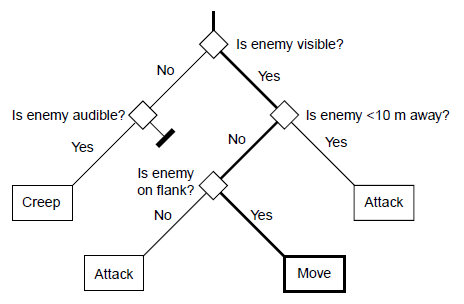 Is enemy visible?
No
Yes
Is enemy audible?
Is enemy <10 m away?
Yes
No
Yes
Is enemy
on flank?
Creep
No
Yes
Attack
Attack
Move